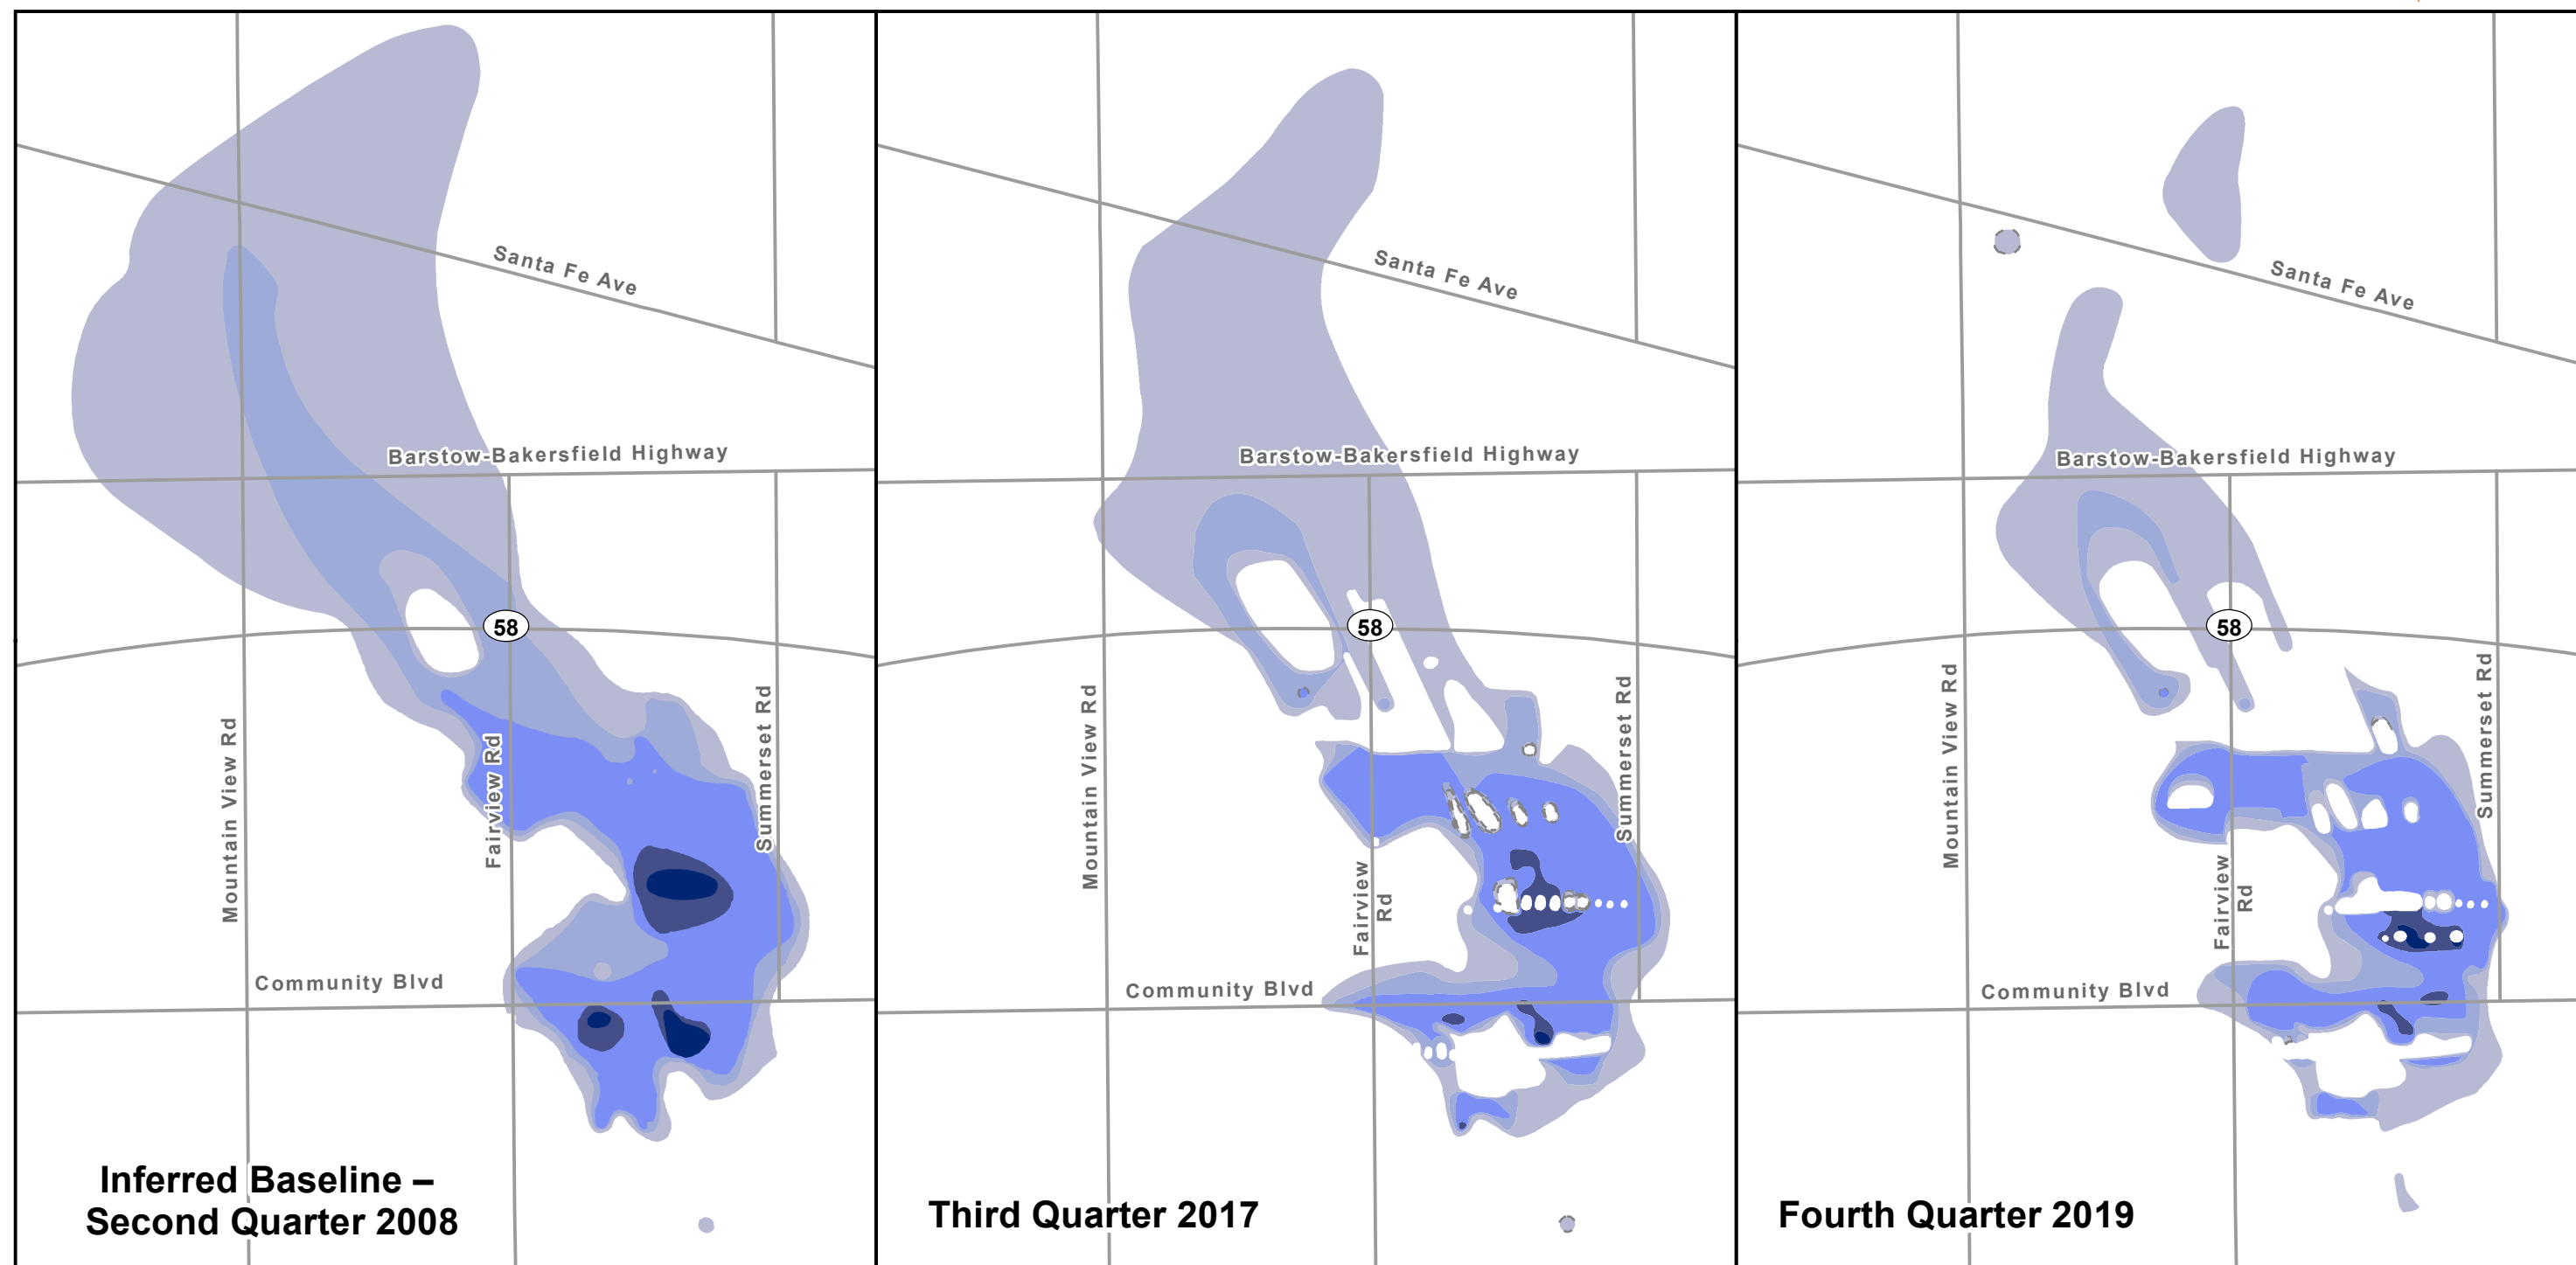 Santa Fe Ave
Barstow-Bakersfield Highway
58
Mountain View Rd
Fairview Rd
Summerset Rd
Community Blvd
Inferred Baseline –
Second Quarter 2008
Santa Fe Ave
Barstow-Bakersfield Highway
58
Mountain View Rd
Fairview
Rd
Summerset Rd
Community Blvd
Third Quarter 2017
Santa Fe Ave
Barstow-Bakersfield Highway
58
Mountain View Rd
Fairview
Rd
Summerset Rd
Community Blvd
Fourth Quarter 2019